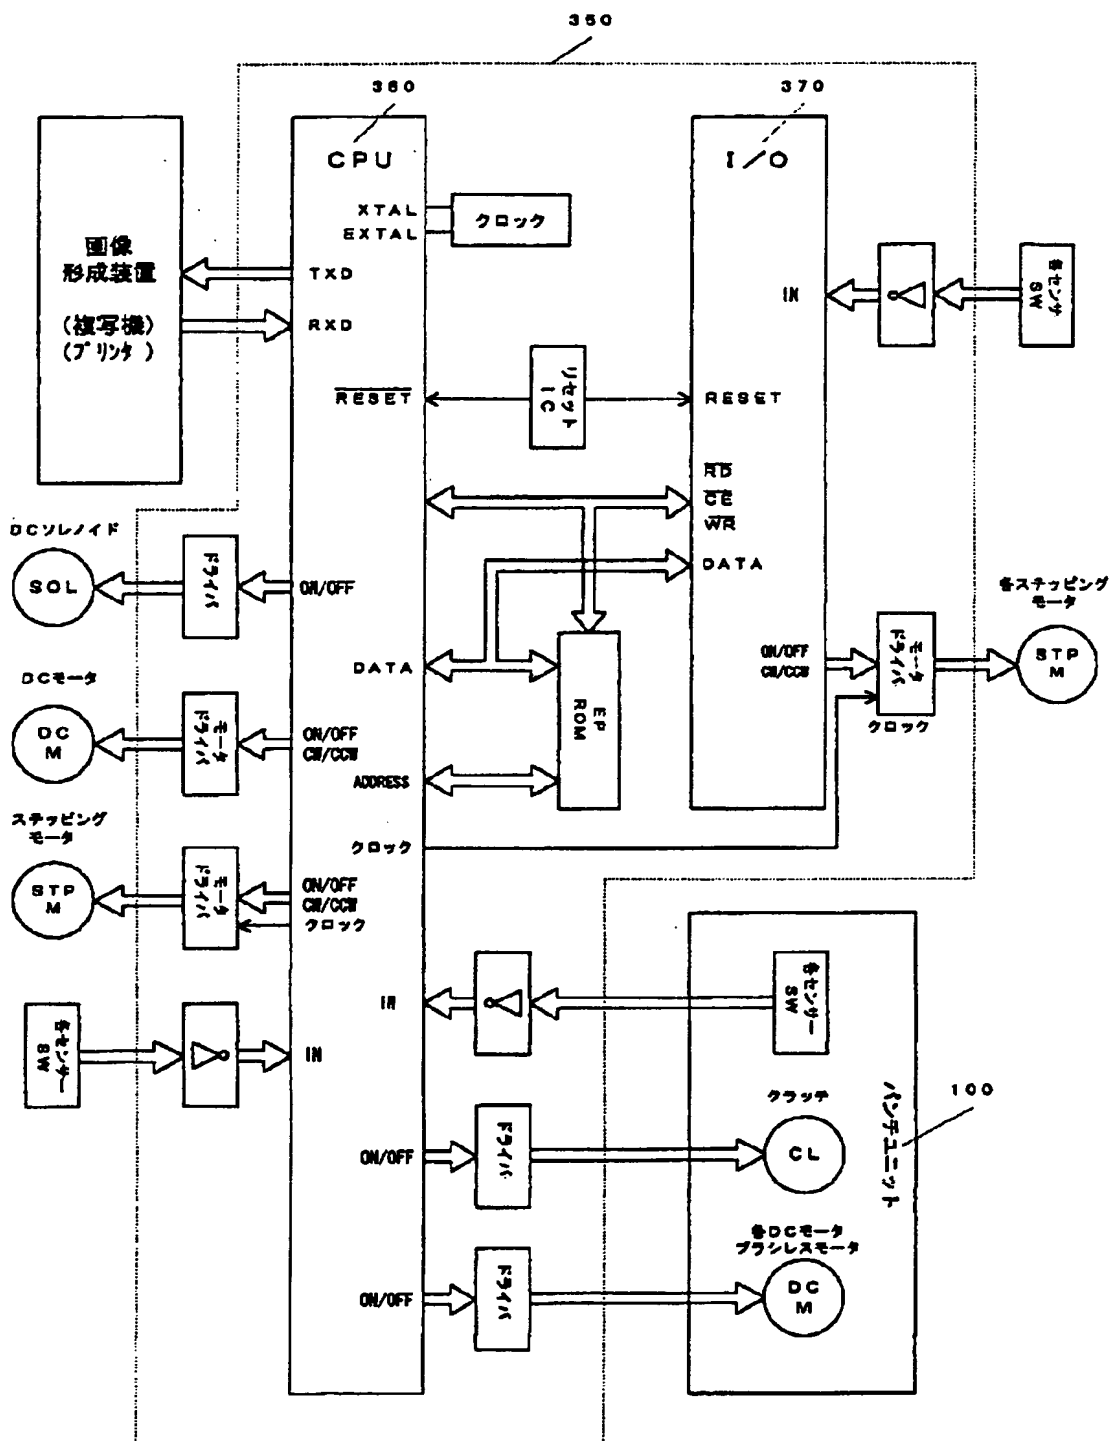 350
360
370
CPU
I/O
XTAL
EXTAL
クロック
画像
形成装置
(複写機)
(プリンタ)
TXD
RXD
IN
各センサ
SW
RESET
リセット
IC
RESET
RD
CE
WR
DATA
DCソレノイド
SOL
ドライバ
ON/OFF
各ステッピング
モータ
ON/OFF
CW/CCW
モータ
ドライバ
STP
M
クロック
DATA
EP
ROM
DCモータ
DC
M
モータ
ドライバ
ON/OFF
CW/CCW
ADDRESS
ステッピング
モータ
クロック
STP
M
モータ
ドライバ
ON/OFF
CW/CCW
クロック
IN
各センサー
SW
各センサー
SW
IN
クラッチ
100
パンチユニット
ON/OFF
ドライバ
CL
各DCモータ
ブラシレスモータ
ON/OFF
ドライバ
DC
M